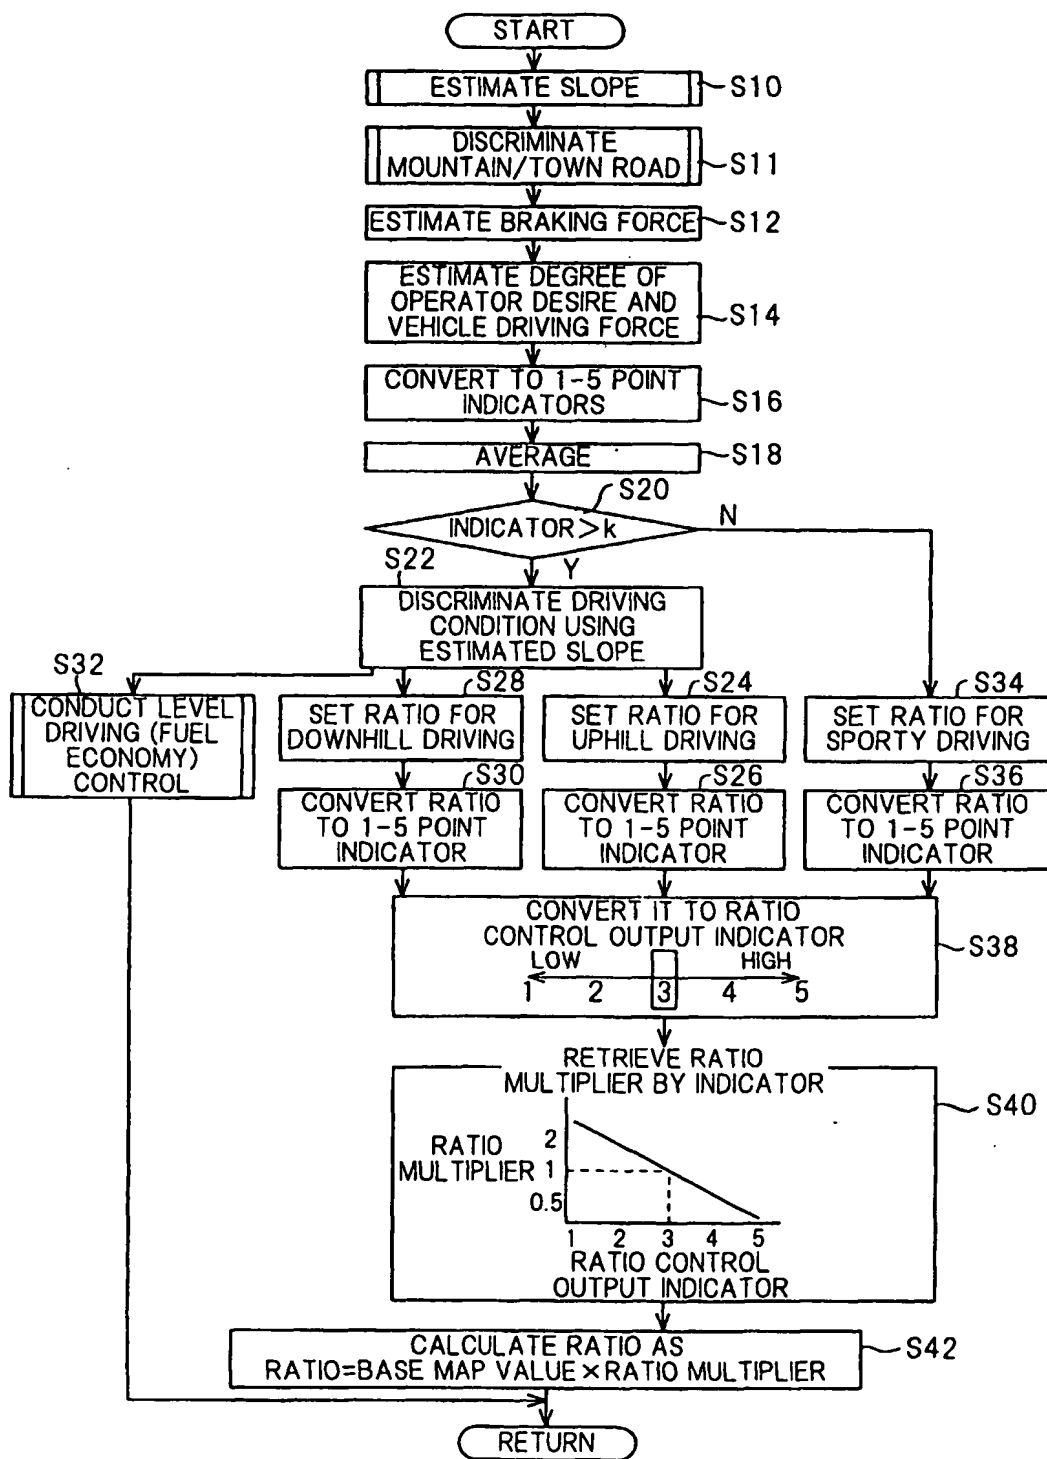 START
ESTIMATE SLOPE
S10
DISCRIMINATE
MOUNTAIN/TOWN ROAD
S11
ESTIMATE BRAKING FORCE
S12
ESTIMATE DEGREE OF
OPERATOR DESIRE AND
VEHICLE DRIVING FORCE
S14
CONVERT TO 1-5 POINT
INDICATORS
S16
AVERAGE
S18
S20
INDICATOR>k
N
Y
S22
DISCRIMINATE DRIVING
CONDITION USING
ESTIMATED SLOPE
S32
CONDUCT LEVEL
DRIVING (FUEL
ECONOMY)
CONTROL
S28
SET RATIO FOR
DOWNHILL DRIVING
S24
SET RATIO FOR
UPHILL DRIVING
S34
SET RATIO FOR
SPORTY DRIVING
S30
CONVERT RATIO
TO 1-5 POINT
INDICATOR
S26
CONVERT RATIO
TO 1-5 POINT
INDICATOR
S36
CONVERT RATIO
TO 1-5 POINT
INDICATOR
CONVERT IT TO RATIO
CONTROL OUTPUT INDICATOR
S38
LOW HIGH
1 2 3 4 5
RETRIEVE RATIO
MULTIPLIER BY INDICATOR
S40
RATIO
MULTIPLIER
2
1
0.5
1 2 3 4 5
RATIO CONTROL
OUTPUT INDICATOR
CALCULATE RATIO AS
RATIO=BASE MAP VALUE×RATIO MULTIPLIER
S42
RETURN